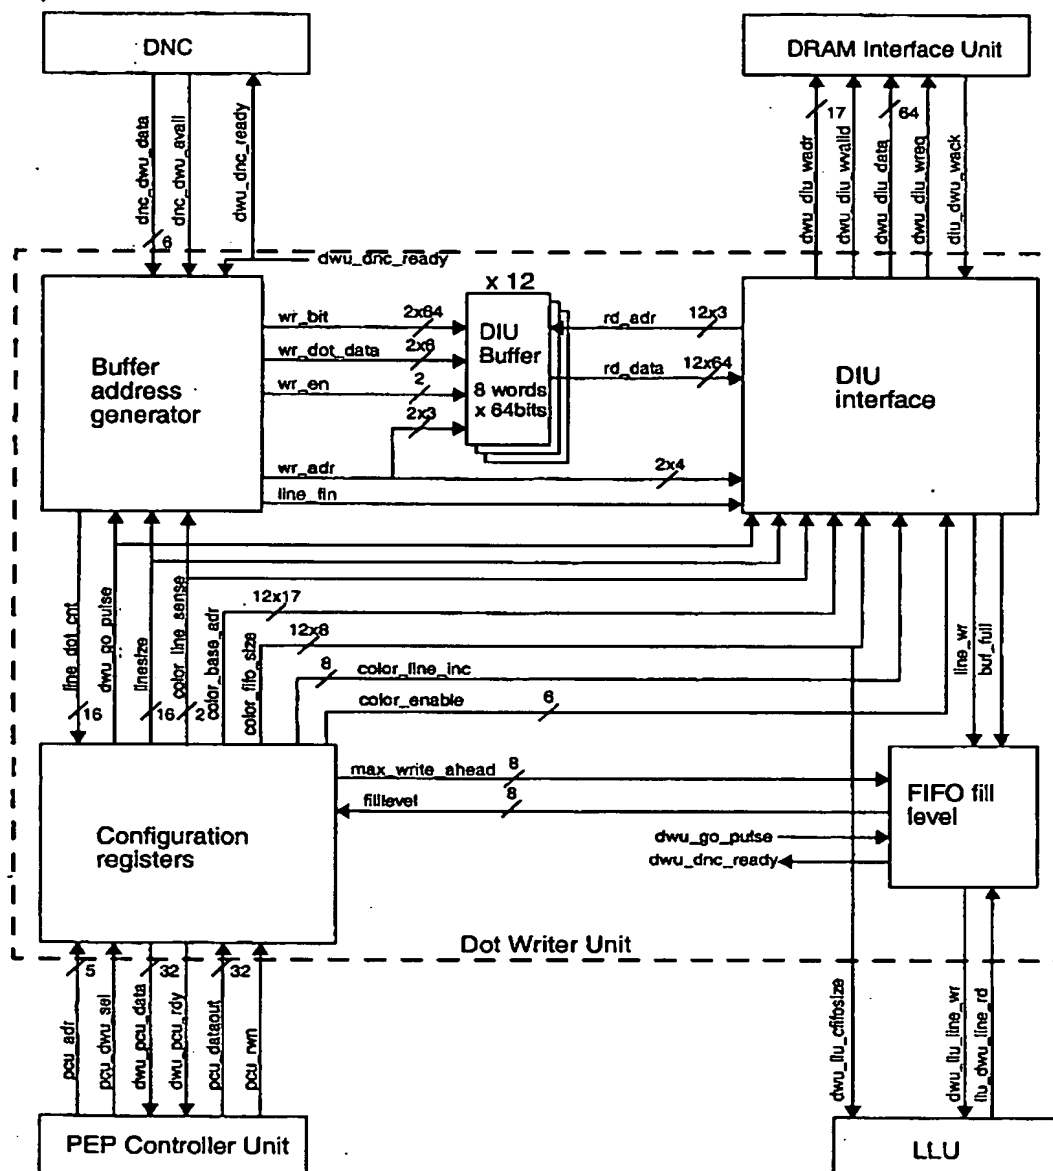 DNC
DRAM Interface Unit
dnc_dwu_data
6
dnc_dwu_avail
dwu_dnc_ready
dwu_diu_wadr
17
dwu_diu_wvalid
dwu_diu_data
64
dwu_diu_wreq
diu_dwu_wack
dwu_dnc_ready
x 12
Buffer
address
generator
wr_bit
2x64
wr_dot_data
2x6
wr_en
2
2x3
wr_adr
2x4
line_fin
DIU
Buffer
8 words
x 64bits
rd_adr
12x3
rd_data
12x64
DIU
interface
line_dot_cnt
16
dwu_go_pulse
linesize
16
color_line_sense
2
color_base_adr
12x17
color_fifo_size
12x8
8
color_line_inc
color_enable
6
line_wr
buf_full
max_write_ahead
8
filllevel
8
Configuration
registers
FIFO fill
level
dwu_go_pulse
dwu_dnc_ready
Dot Writer Unit
pcu_adr
5
pcu_dwu_sel
dwu_pcu_data
32
dwu_pcu_rdy
pcu_dataout
32
pcu_rwn
dwu_llu_cfifosize
dwu_llu_line_wr
llu_dwu_line_rd
PEP Controller Unit
LLU